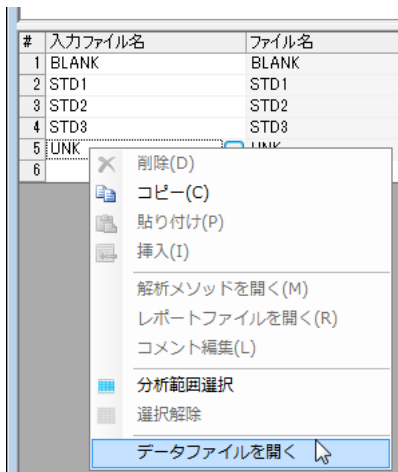 # 入力ファイル名 ファイル名
1 BLANK BLANK
2 STD1 STD1
3 STD2 STD2
4 STD3 STD3
5 UNK UNK
6
削除(D)
コピー(C)
貼り付け(P)
挿入(I)
解析メソッドを開く(M)
レポートファイルを開く(R)
コメント編集(L)
分析範囲選択
選択解除
データファイルを開く